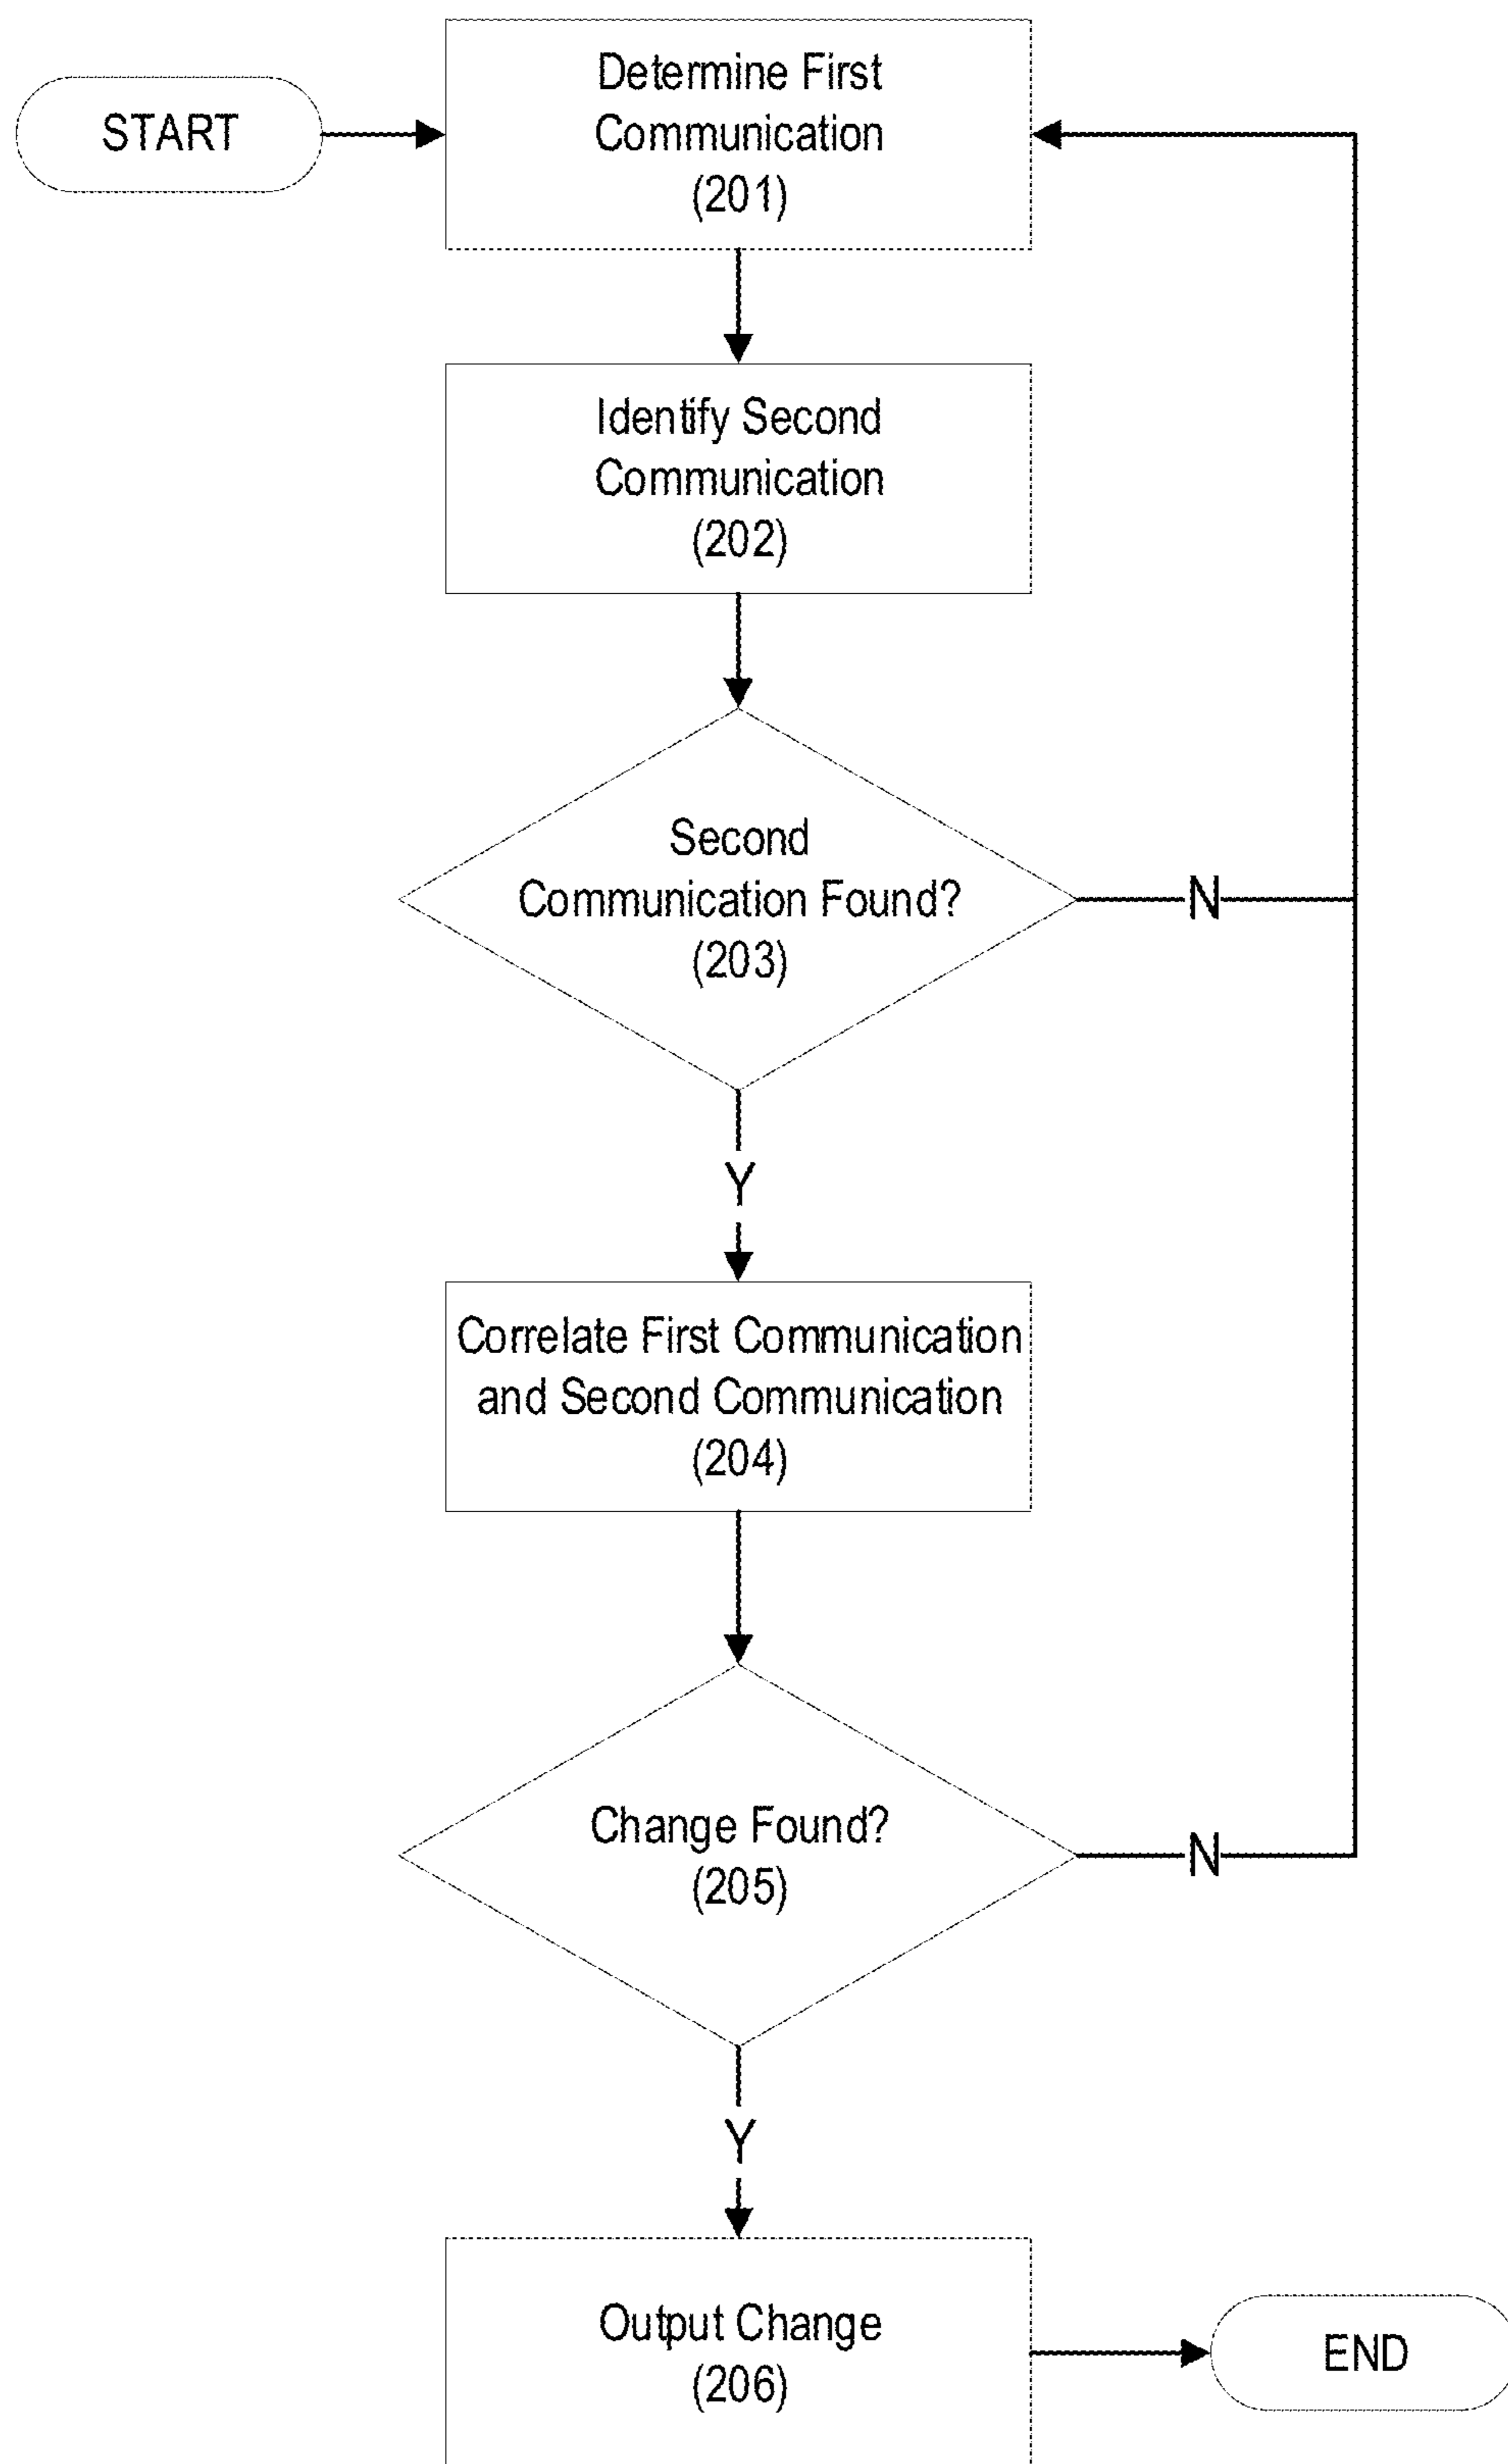 START
Determine First
Communication
(201)
Identify Second
Communication
(202)
Second
Communication Found?
(203)
N
Y
Correlate First Communication
and Second Communication
(204)
Change Found?
(205)
N
Y
Output Change
(206)
END